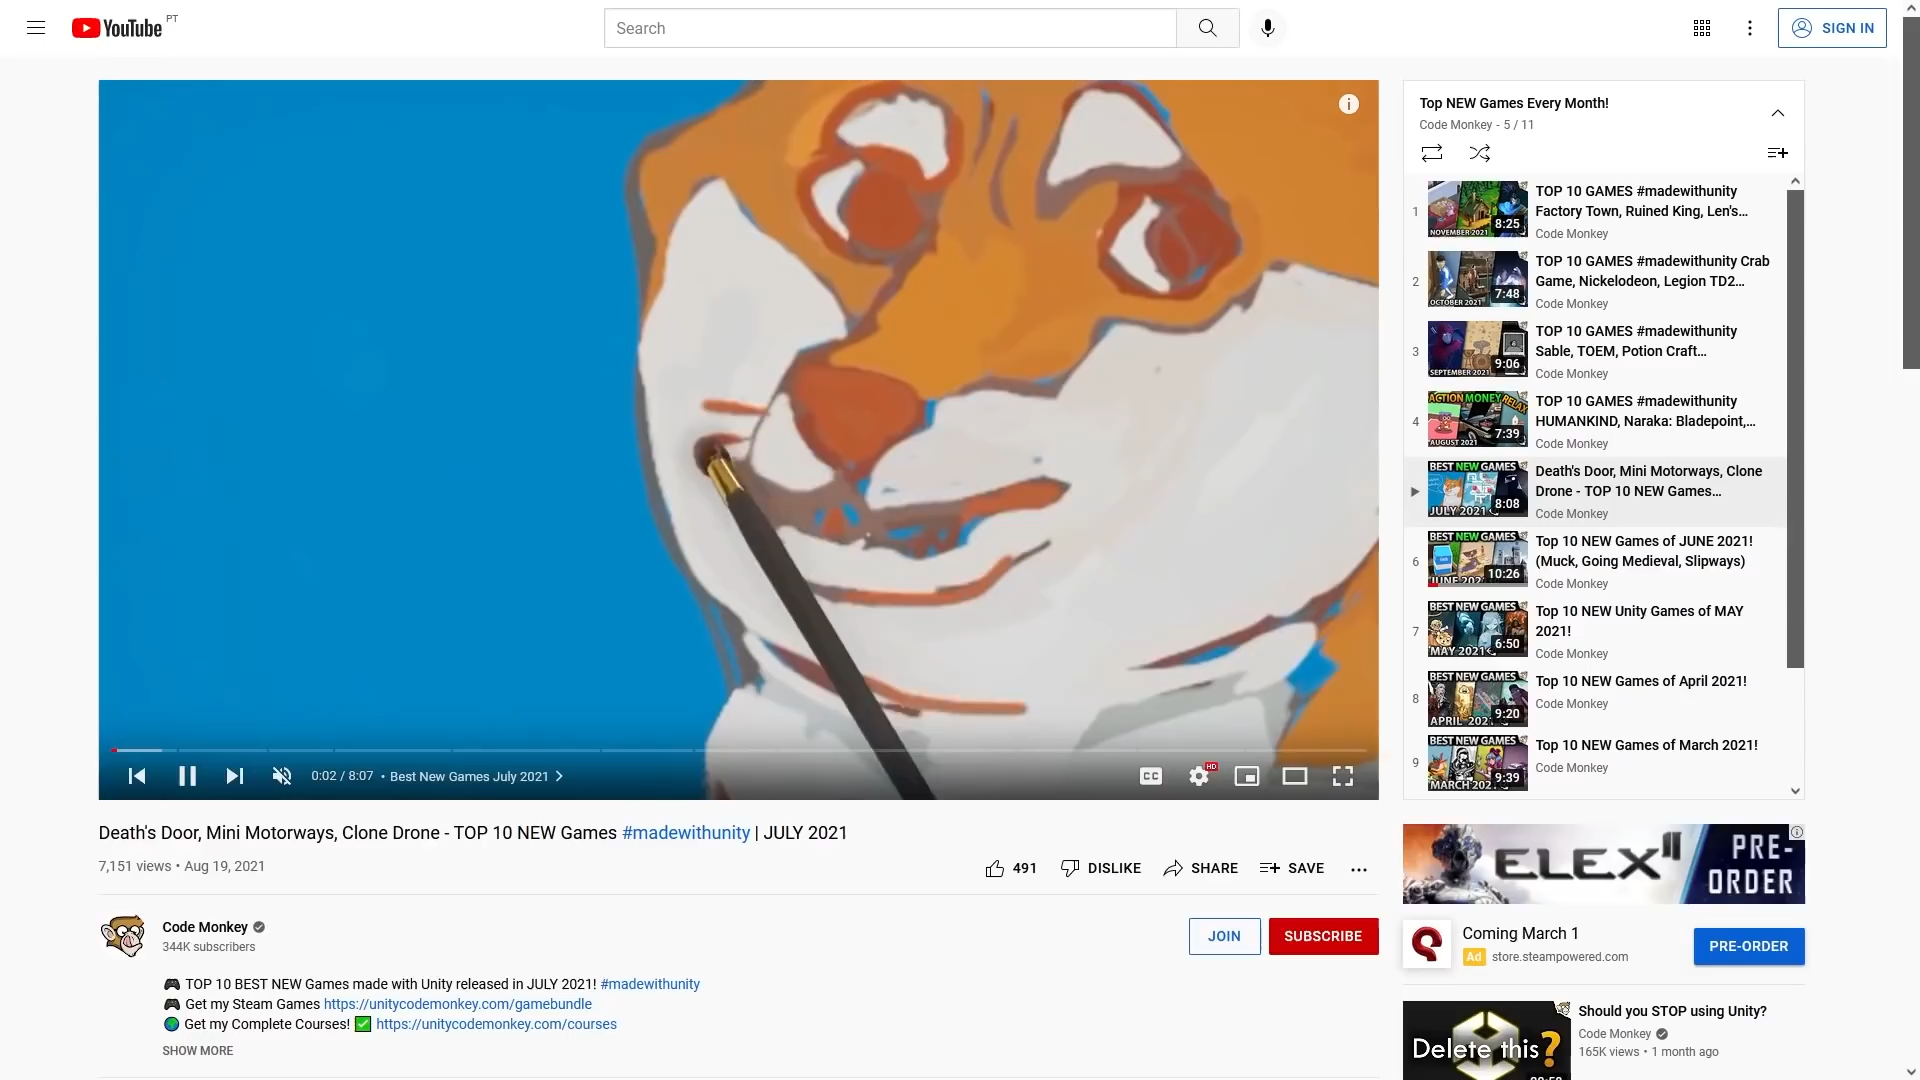 YouTube PT
Search
SIGN IN
Top NEW Games Every Month!
Code Monkey - 5 / 11
1
NOVEMBER 2021
8:25
TOP 10 GAMES #madewithunity
Factory Town, Ruined King, Len's...
Code Monkey
2
OCTOBER 2021
7:48
TOP 10 GAMES #madewithunity Crab
Game, Nickelodeon, Legion TD2...
Code Monkey
3
SEPTEMBER 2021
9:06
TOP 10 GAMES #madewithunity
Sable, TOEM, Potion Craft...
Code Monkey
4
ACTION MONEY RELAX
AUGUST 2021
7:39
TOP 10 GAMES #madewithunity
HUMANKIND, Naraka: Bladepoint,...
Code Monkey
BEST NEW GAMES
JULY 2021
8:08
Death's Door, Mini Motorways, Clone
Drone - TOP 10 NEW Games...
Code Monkey
6
BEST NEW GAMES
JUNE 202
10:26
Top 10 NEW Games of JUNE 2021!
(Muck, Going Medieval, Slipways)
Code Monkey
7
BEST NEW GAMES
MAY 2021
6:50
Top 10 NEW Unity Games of MAY
2021!
Code Monkey
8
BEST NEW GAMES
APRIL 2021
9:20
Top 10 NEW Games of April 2021!
Code Monkey
9
BEST NEW GAMES
MARCH 202
9:39
Top 10 NEW Games of March 2021!
Code Monkey
0:02 / 8:07 • Best New Games July 2021
CC
HD
Death's Door, Mini Motorways, Clone Drone - TOP 10 NEW Games #madewithunity | JULY 2021
7,151 views • Aug 19, 2021
491
DISLIKE
SHARE
SAVE
Code Monkey
344K subscribers
JOIN
SUBSCRIBE
TOP 10 BEST NEW Games made with Unity released in JULY 2021! #madewithunity
Get my Steam Games https://unitycodemonkey.com/gamebundle
Get my Complete Courses! ✅ https://unitycodemonkey.com/courses
SHOW MORE
ELEX II
PRE-
ORDER
Coming March 1
Ad store.steampowered.com
PRE-ORDER
Delete this?
Should you STOP using Unity?
Code Monkey
165K views • 1 month ago